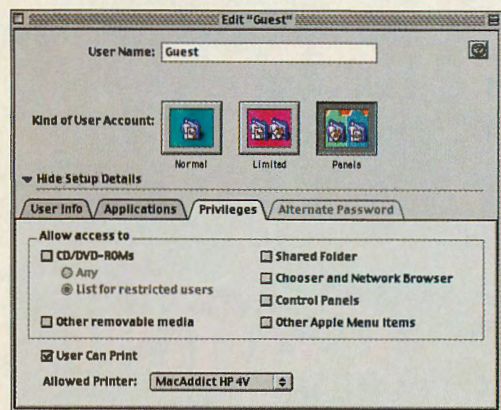 Edit "Guest"
User Name: Guest
Kind of User Account:
Normal Limited Panels
Hide Setup Details
User Info Applications Privileges Alternate Password
Allow access to
CD/DVD-ROMs
Any
List for restricted users
Other removable media
Shared Folder
Chooser and Network Browser
Control Panels
Other Apple Menu Items
User Can Print
Allowed Printer: MacAddict HP 4V